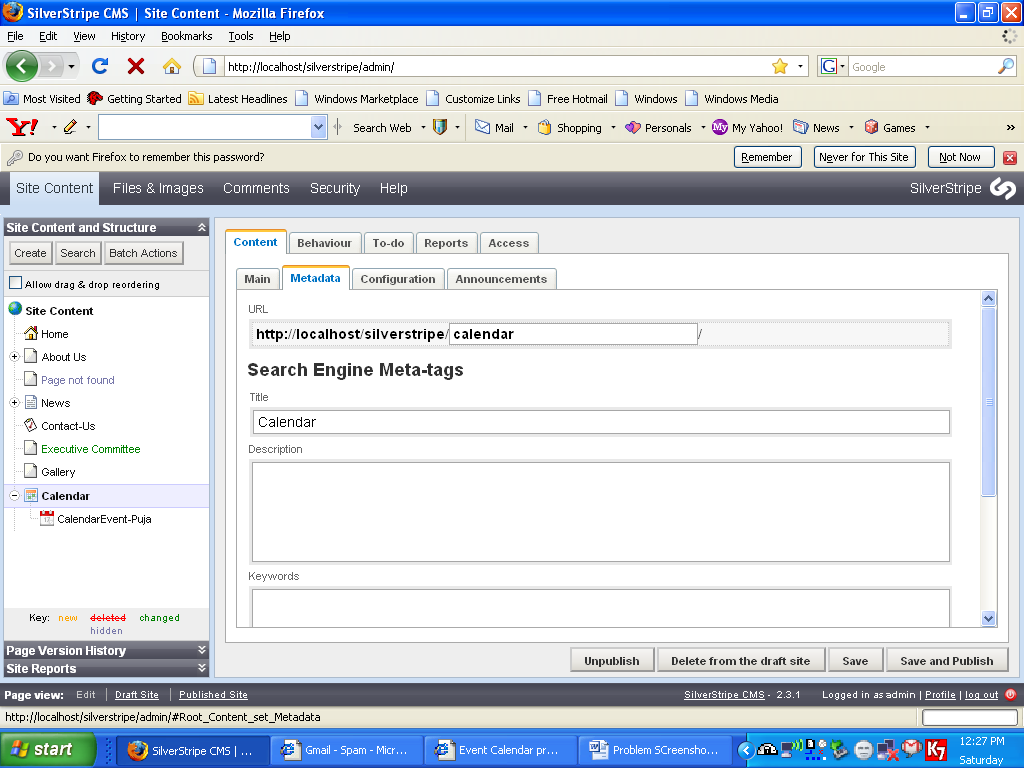 SilverStripe CMS | Site Content - Mozilla Firefox
File Edit View History Bookmarks Tools Help
http://localhost/silverstripe/admin/ G Google
Most Visited Getting Started Latest Headlines Windows Marketplace Customize Links Free Hotmail Windows Windows Media
Y! Search Web Mail Shopping Personals My Yahoo! News Games »
Do you want Firefox to remember this password? Remember Never for This Site Not Now
Site Content Files & Images Comments Security Help SilverStripe
Site Content and Structure
Create Search Batch Actions
Allow drag & drop reordering
Site Content
Home
About Us
Page not found
News
Contact-Us
Executive Committee
Gallery
Calendar
CalendarEvent-Puja
Key: new deleted changed
hidden
Page Version History
Site Reports
Content Behaviour To-do Reports Access
Main Metadata Configuration Announcements
URL
http://localhost/silverstripe/ calendar /
Search Engine Meta-tags
Title
Calendar
Description
Keywords
Unpublish Delete from the draft site Save Save and Publish
Page view: Edit | Draft Site | Published Site SilverStripe CMS - 2.3.1 Logged in as admin | Profile | log out
http://localhost/silverstripe/admin/#Root_Content_set_Metadata
start SilverStripe CMS | ... Gmail - Spam - Micr... Event Calendar pr... Problem SCreensho... K7 12:27 PM
Saturday